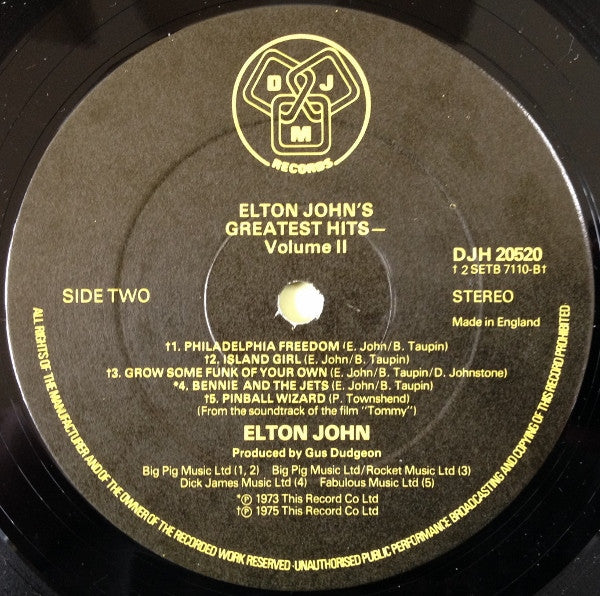 D J
M
RECORDS
ELTON JOHN'S
GREATEST HITS—
Volume II
DJH 20520
† 2 SETB 7110-B†
SIDE TWO
STEREO
Made in England
†1. PHILADELPHIA FREEDOM (E. John/B. Taupin)
†2. ISLAND GIRL (E. John/B. Taupin)
†3. GROW SOME FUNK OF YOUR OWN (E. John/B. Taupin/D. Johnstone)
*4. BENNIE AND THE JETS (E. John/B. Taupin)
†5. PINBALL WIZARD (P. Townshend)
(From the soundtrack of the film "Tommy")
ELTON JOHN
Produced by Gus Dudgeon
Big Pig Music Ltd (1, 2) Big Pig Music Ltd/Rocket Music Ltd (3)
Dick James Music Ltd (4) Fabulous Music Ltd (5)
*℗ 1973 This Record Co Ltd
†℗ 1975 This Record Co Ltd
ALL RIGHTS OF THE MANUFACTURER AND OF THE OWNER OF THE RECORDED WORK RESERVED · UNAUTHORISED PUBLIC PERFORMANCE BROADCASTING AND COPYING OF THIS RECORD PROHIBITED